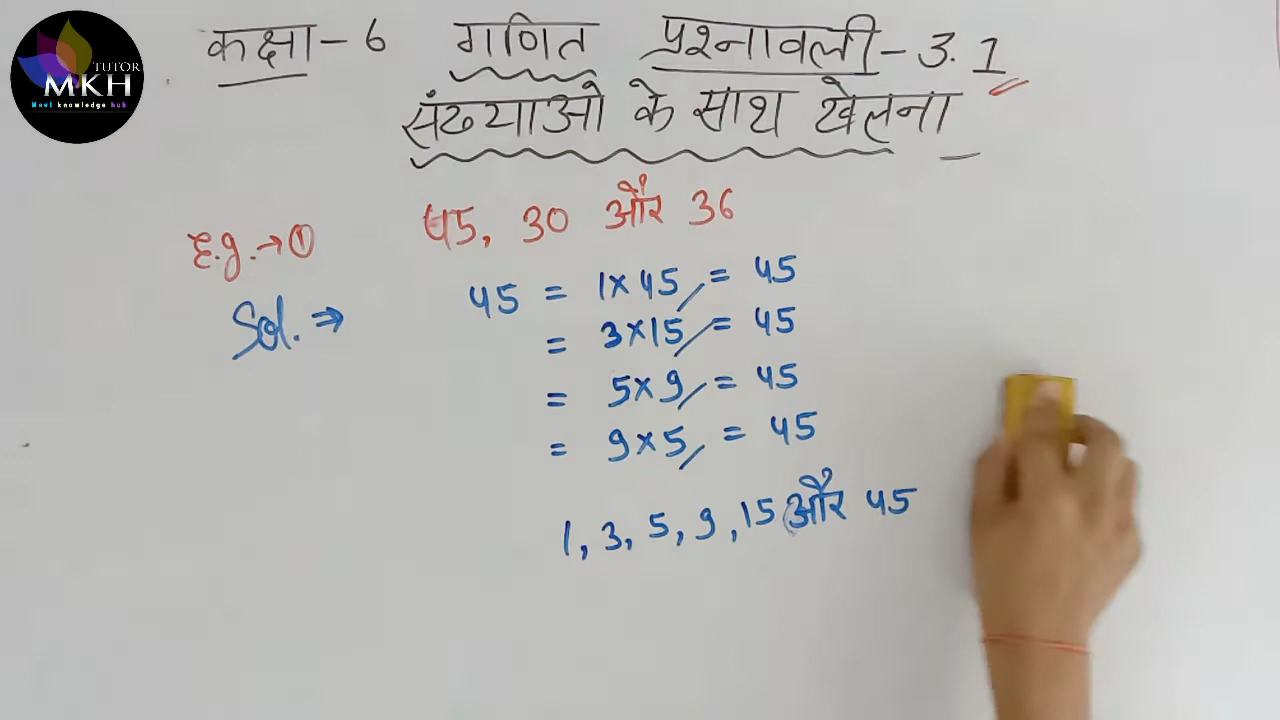 TUTOR
MKH
Meet knowledge hub
कक्षा - 6 गणित प्रश्नावली - 3.1
संख्याओ के साथ खेलना
E.g. → ① 45, 30 और 36
Sol. ⇒ 45 = 1 × 45 = 45
= 3 × 15 = 45
= 5 × 9 = 45
= 9 × 5 = 45
1, 3, 5, 9, 15 और 45